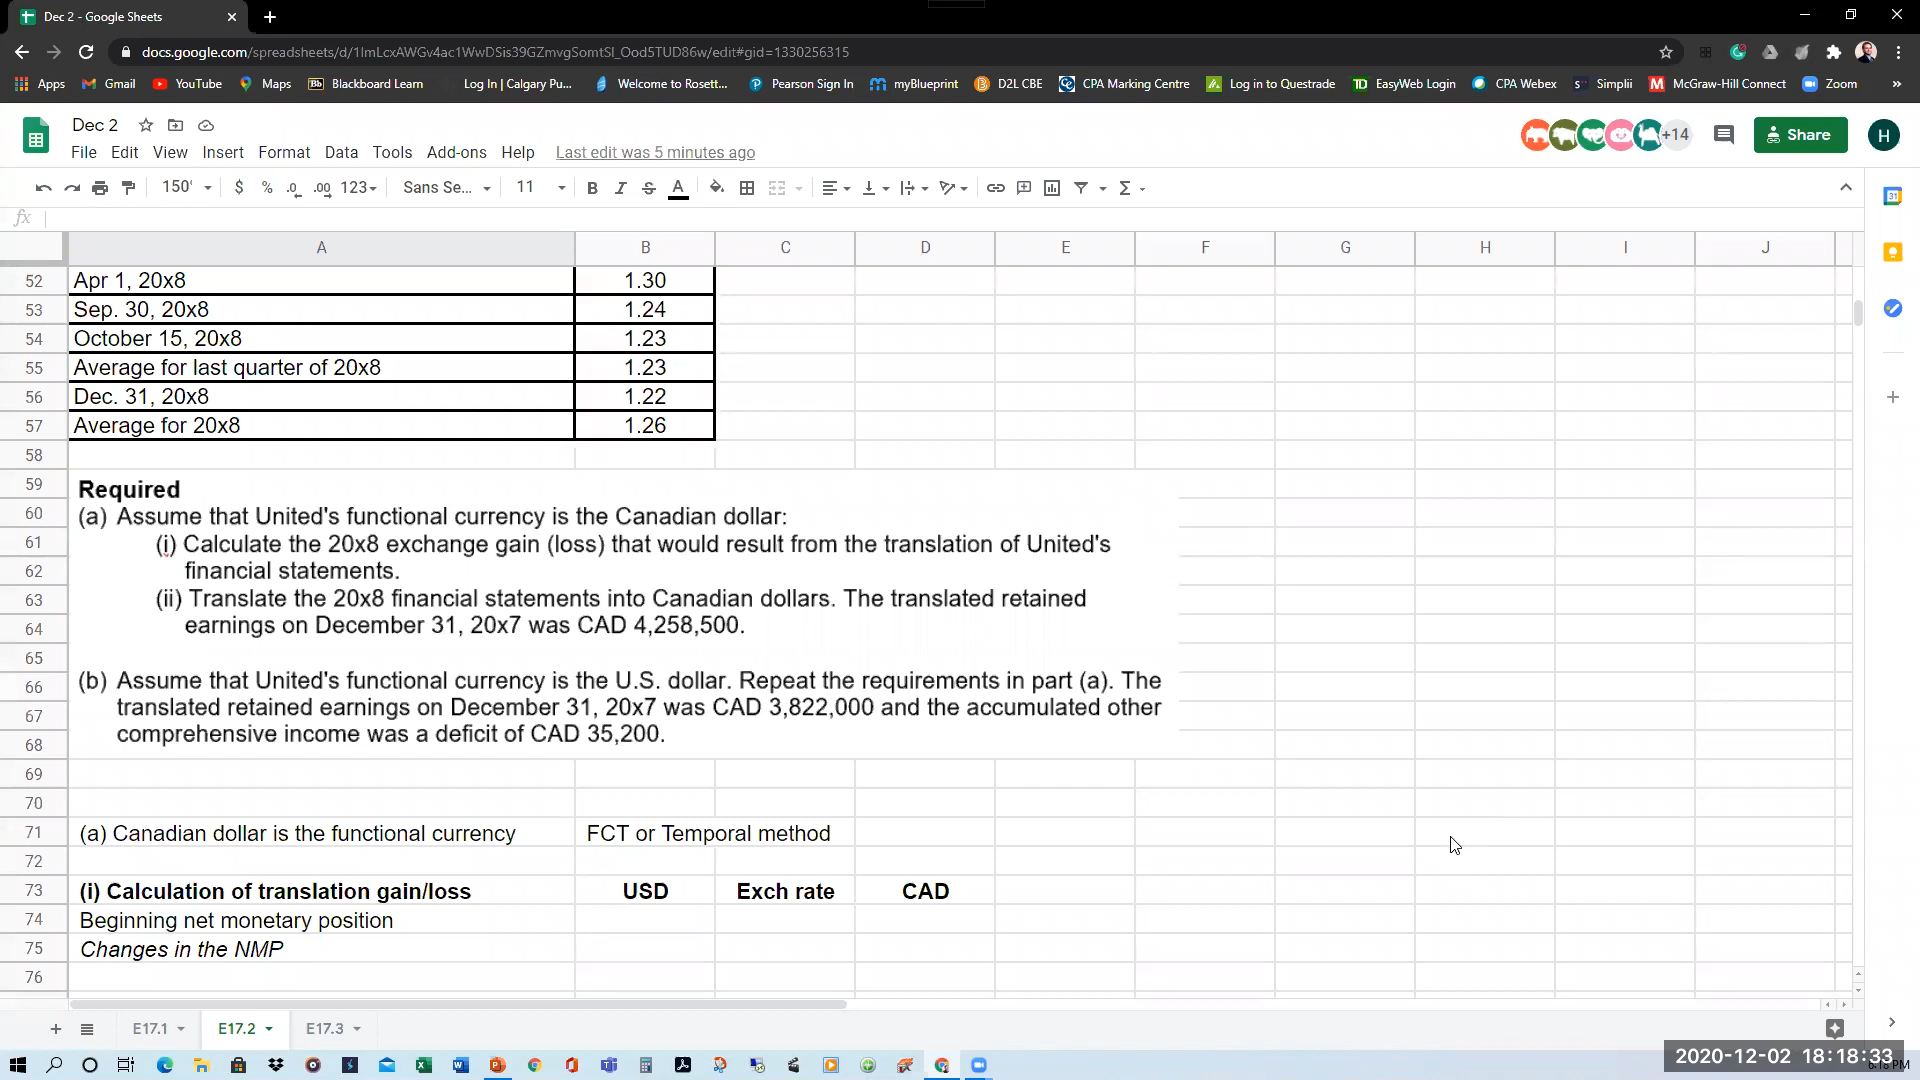 Dec 2 - Google Sheets
docs.google.com/spreadsheets/d/1ImLcxAWGv4ac1WwDSis39GZmvgSomtSI_Ood5TUD86w/edit#gid=1330256315
Apps Gmail YouTube Maps Bb Blackboard Learn Log In | Calgary Pu... Welcome to Rosett... Pearson Sign In myBlueprint D2L CBE CPA Marking Centre Log in to Questrade TD EasyWeb Login CPA Webex Simplii McGraw-Hill Connect Zoom »
Dec 2
+14 Share H
File Edit View Insert Format Data Tools Add-ons Help Last edit was 5 minutes ago
150% $ % .0 .00 123 Sans Se... 11 B I S A Σ
fx
A B C D E F G H I J
52 Apr 1, 20x8 1.30
53 Sep. 30, 20x8 1.24
54 October 15, 20x8 1.23
55 Average for last quarter of 20x8 1.23
56 Dec. 31, 20x8 1.22
57 Average for 20x8 1.26
58
59 Required
60 (a) Assume that United's functional currency is the Canadian dollar:
61 (i) Calculate the 20x8 exchange gain (loss) that would result from the translation of United's
62 financial statements.
63 (ii) Translate the 20x8 financial statements into Canadian dollars. The translated retained
64 earnings on December 31, 20x7 was CAD 4,258,500.
65
66 (b) Assume that United's functional currency is the U.S. dollar. Repeat the requirements in part (a). The
67 translated retained earnings on December 31, 20x7 was CAD 3,822,000 and the accumulated other
68 comprehensive income was a deficit of CAD 35,200.
69
70
71 (a) Canadian dollar is the functional currency FCT or Temporal method
72
73 (i) Calculation of translation gain/loss USD Exch rate CAD
74 Beginning net monetary position
75 Changes in the NMP
76
E17.1 E17.2 E17.3
2020-12-02 18:18:33